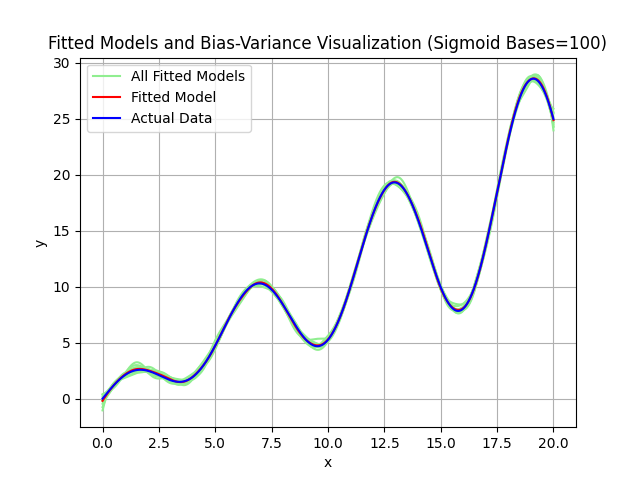 Fitted Models and Bias-Variance Visualization (Sigmoid Bases=100)
All Fitted Models
Fitted Model
Actual Data
30
25
20
15
10
5
0
y
0.0 2.5 5.0 7.5 10.0 12.5 15.0 17.5 20.0
x